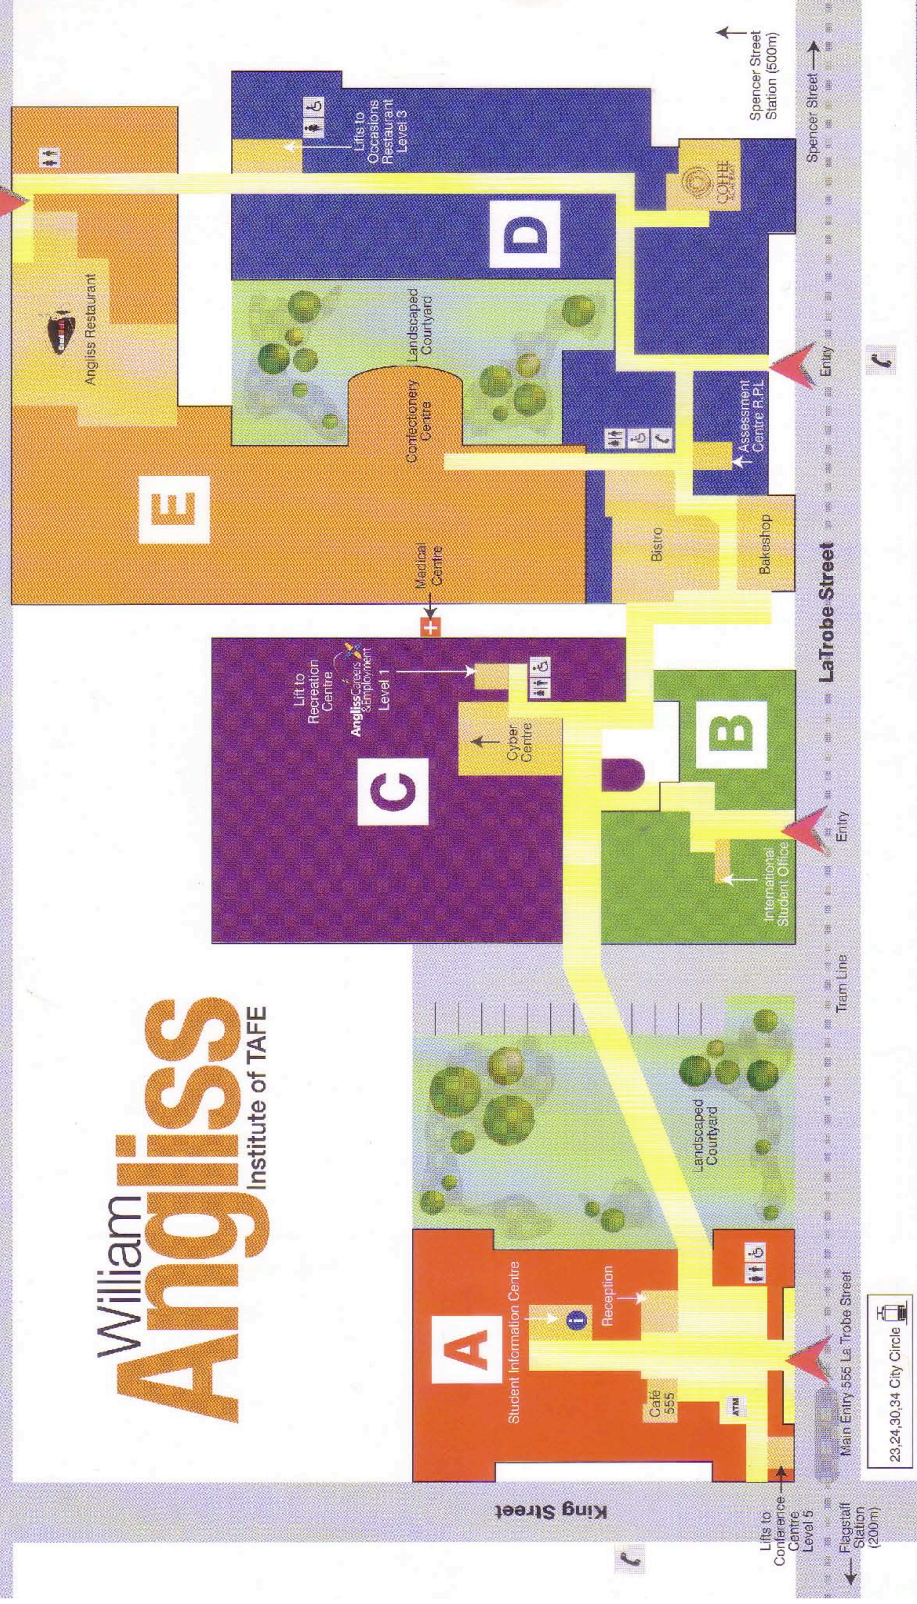 William
Angliss
Institute of TAFE
A
Student Information Centre
i
Reception
Café
555
ATM
Lifts to
Conference
Centre
Level 5
King Street
Flagstaff
Station
(200m)
Main Entry 555 La Trobe Street
23,24,30,34 City Circle
Landscaped
Courtyard
Tram Line
B
International
Student Office
Entry
C
Cyber
Centre
Lift to
Recreation
Centre
AnglissCareers
&Employment
Level 1
LaTrobe Street
Medical
Centre
E
Confectionery
Centre
Bistro
Bakeshop
Assessment
Centre R.P.L
Entry
Landscaped
Courtyard
D
Angliss Restaurant
Lifts to
Occasions
Restaurant
Level 3
COFFEE
Spencer Street
Spencer Street
Station (500m)